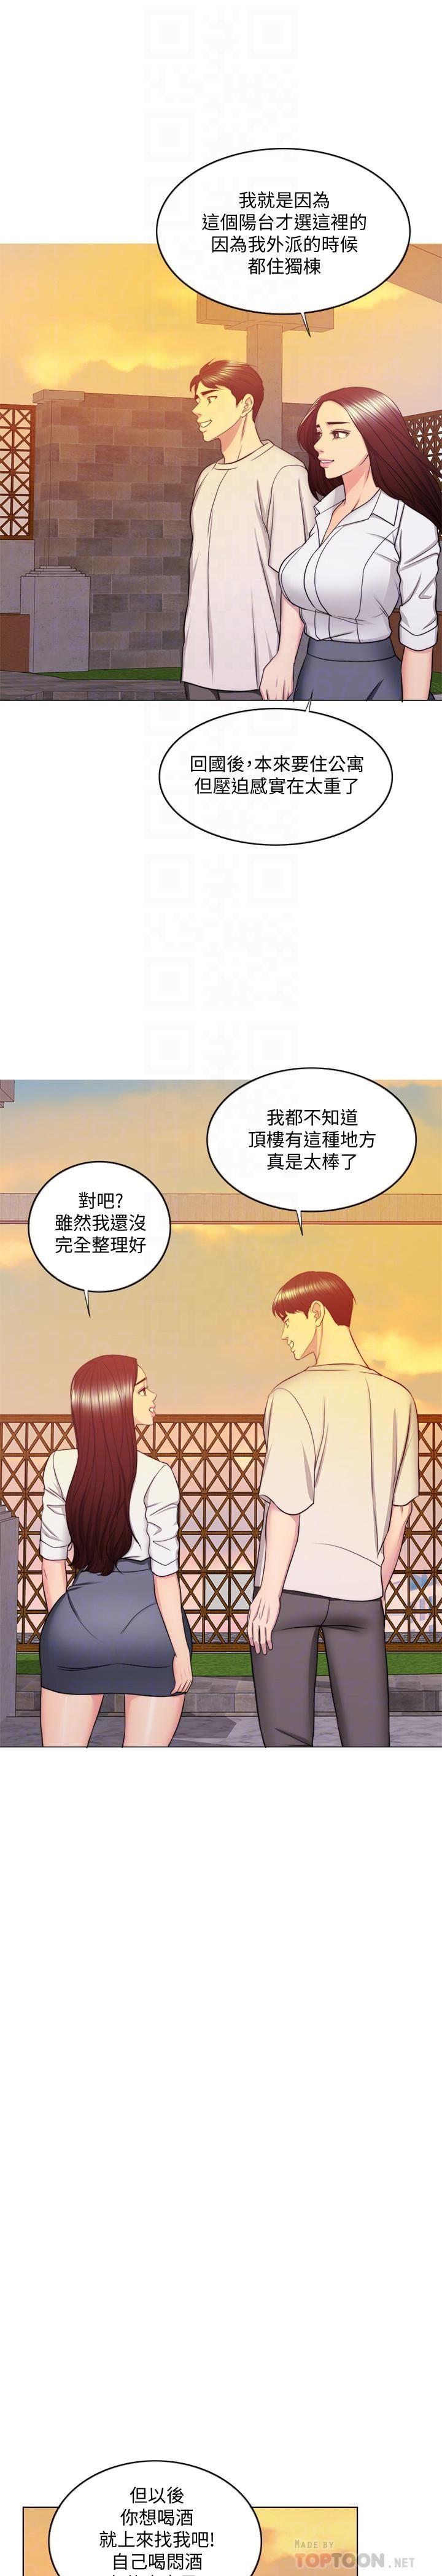 我就是因為
這個陽台才選這裡的
因為我外派的時候
都住獨棟
回國後,本來要住公寓
但壓迫感實在太重了
我都不知道
頂樓有這種地方
真是太棒了
對吧?
雖然我還沒
完全整理好
但以後
你想喝酒
就上來找我吧!
自己喝悶酒
MADE BY
TOPTOON.NET